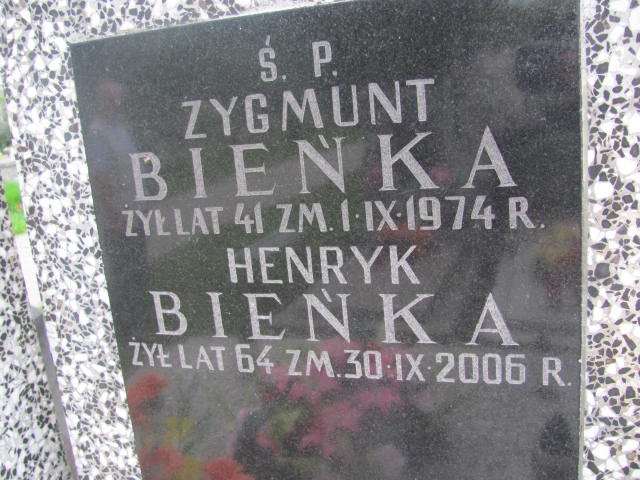 Ś. P.
ZYGMUNT
BIEŃKA
ŻYŁ LAT 41 ZM. 1·IX·1974 R.
HENRYK
BIEŃKA
ŻYŁ LAT 64 ZM. 30·IX·2006 R.